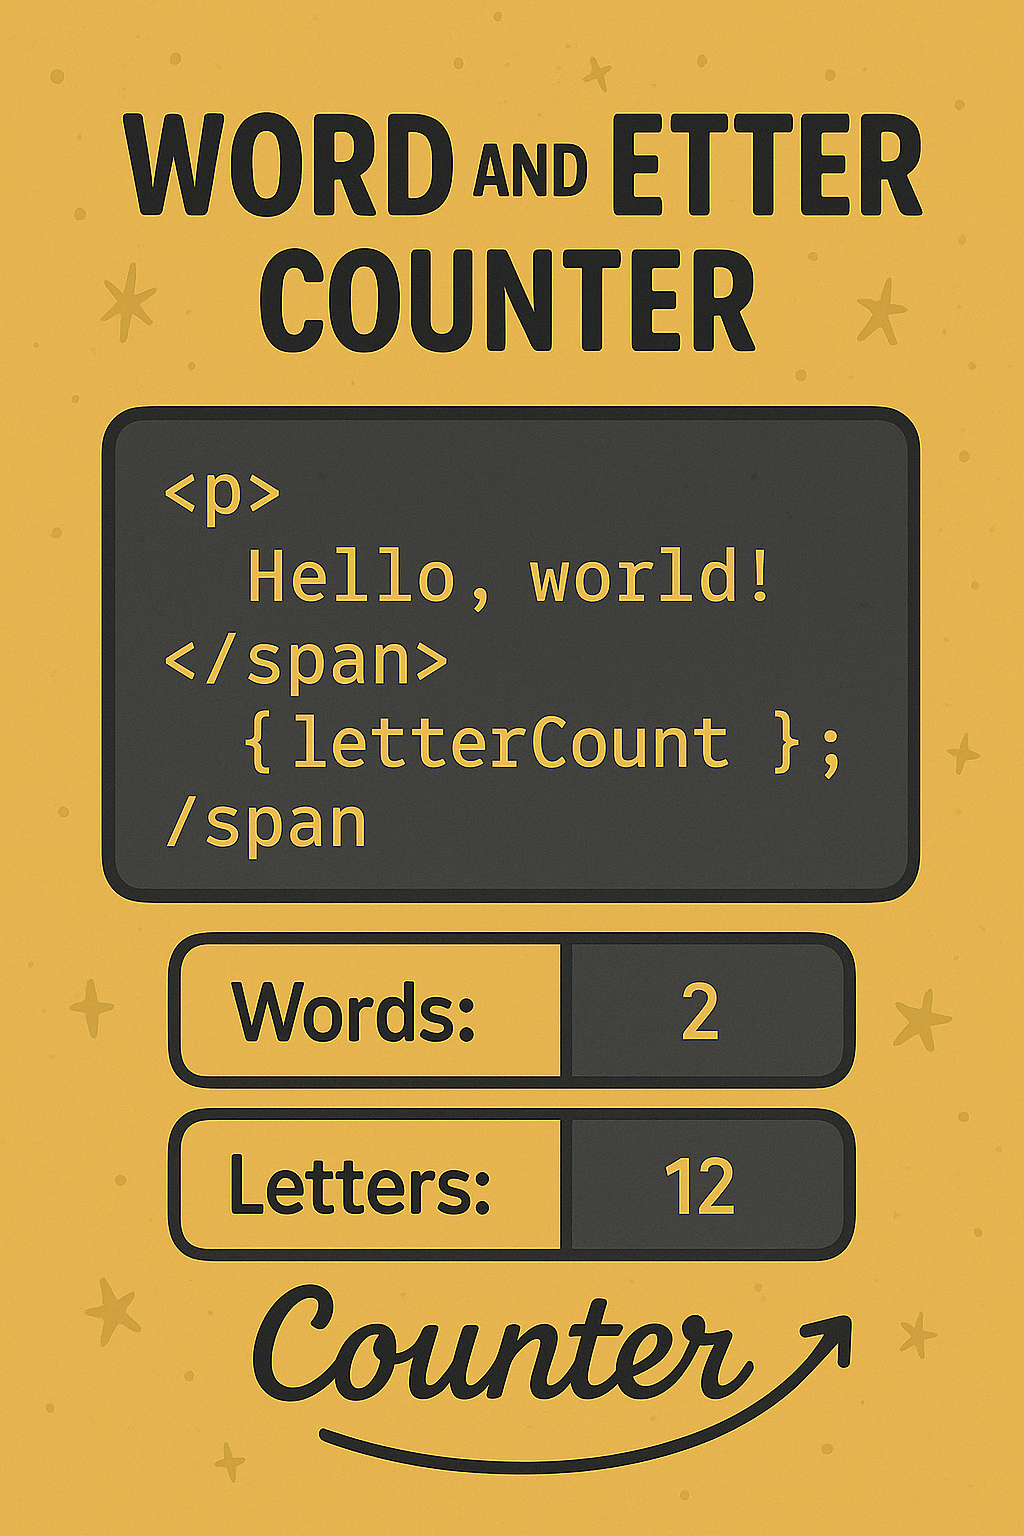 WORD AND ETTER
COUNTER
<p>
Hello, world!
</span>
{ letterCount };
/span
Words: 2
Letters: 12
Counter